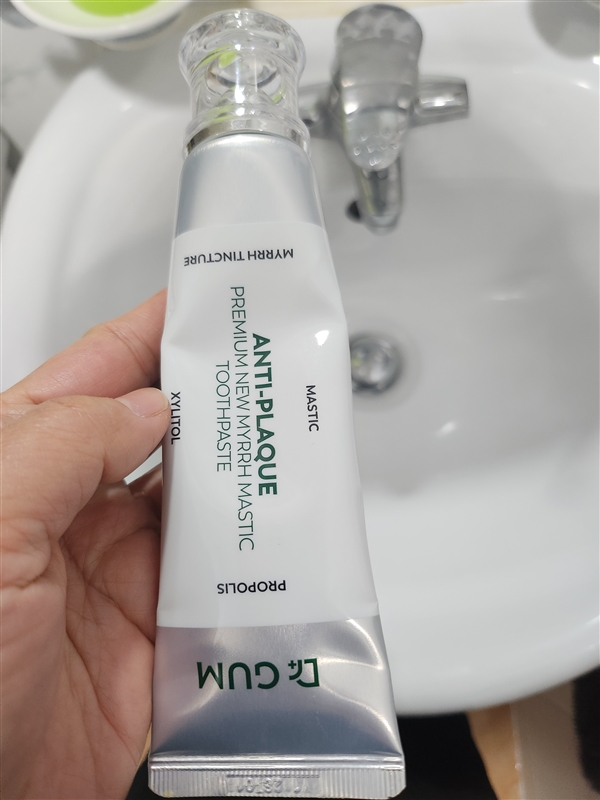 MYRRH TINCTURE
ANTI-PLAQUE
PREMIUM NEW MYRRH MASTIC
TOOTHPASTE
MASTIC
XYLITOL
PROPOLIS
Dr+ GUM